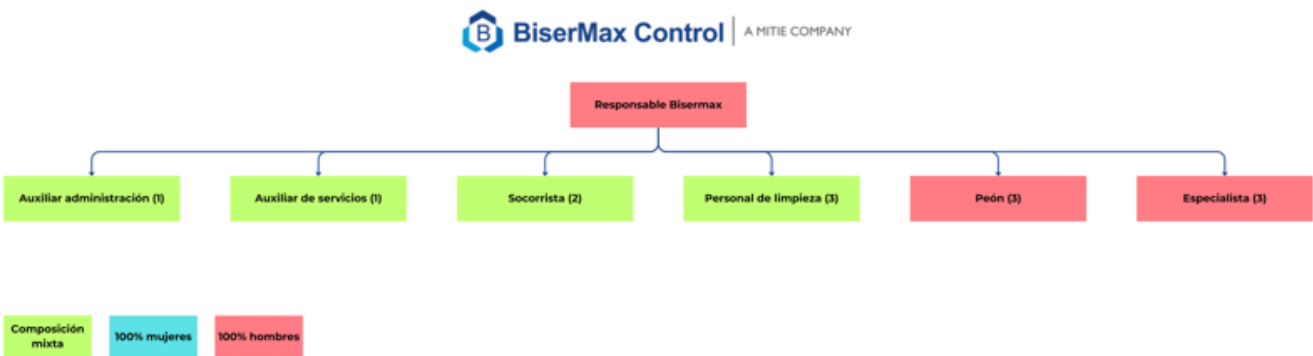 B BiserMax Control A MITIE COMPANY
Responsable Bisermax
Auxiliar administración (1) Auxiliar de servicios (1) Socorrista (2) Personal de limpieza (3) Peón (3) Especialista (3)
Composición
mixta
100% mujeres 100% hombres